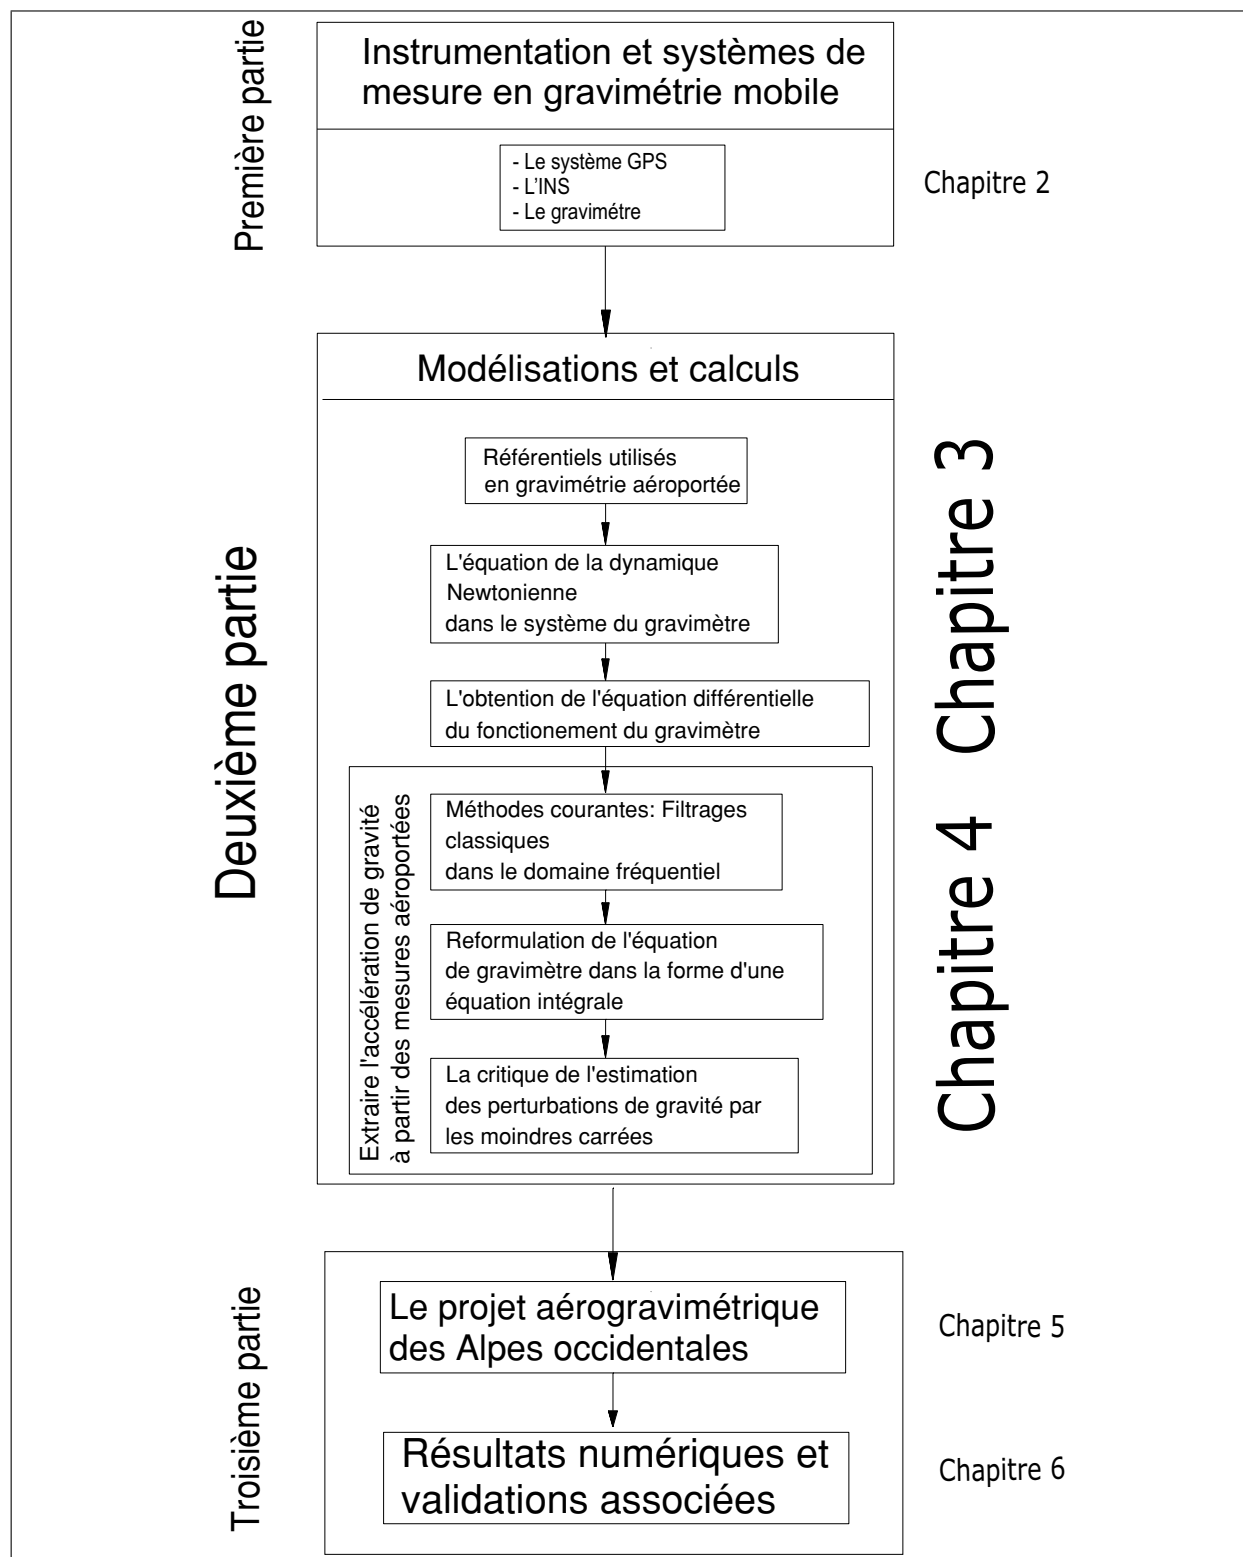 Première partie
Instrumentation et systèmes de
mesure en gravimétrie mobile
- Le système GPS
- L'INS
- Le gravimétre
Chapitre 2
Deuxième partie
Modélisations et calculs
Référentiels utilisés
en gravimétrie aéroportée
L'équation de la dynamique
Newtonienne
dans le système du gravimètre
L'obtention de l'équation différentielle
du fonctionement du gravimètre
Chapitre 3
Extraire l'accélération de gravité
à partir des mesures aéroportées
Méthodes courantes: Filtrages
classiques
dans le domaine fréquentiel
Reformulation de l'équation
de gravimètre dans la forme d'une
équation intégrale
La critique de l'estimation
des perturbations de gravité par
les moindres carrées
Chapitre 4
Troisième partie
Le projet aérogravimétrique
des Alpes occidentales
Chapitre 5
Résultats numériques et
validations associées
Chapitre 6